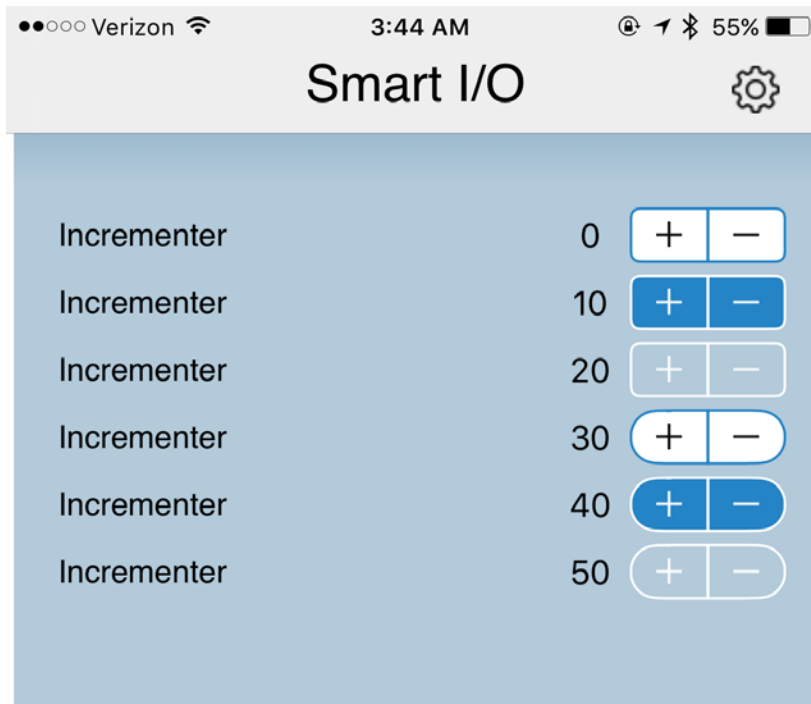 Verizon 3:44 AM 55%
Smart I/O
Incrementer 0 + −
Incrementer 10 + −
Incrementer 20 + −
Incrementer 30 + −
Incrementer 40 + −
Incrementer 50 + −